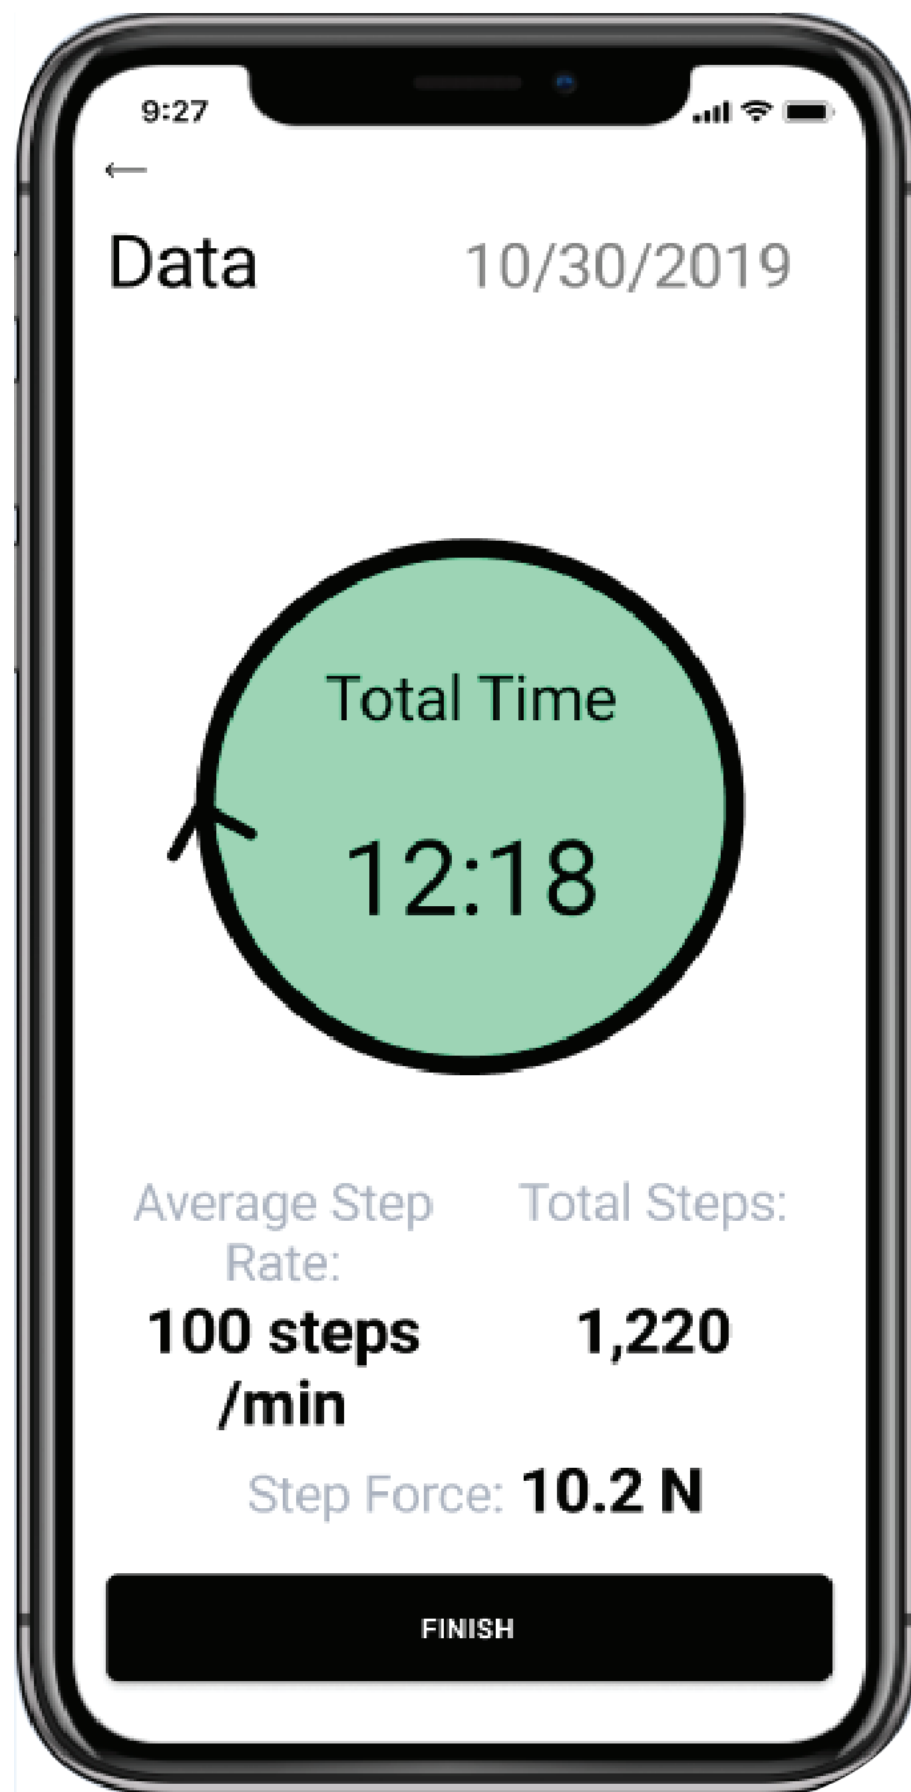 9:27
Data 10/30/2019
Total Time
12:18
Average Step
Rate:
100 steps
/min
Total Steps:
1,220
Step Force: 10.2 N
FINISH